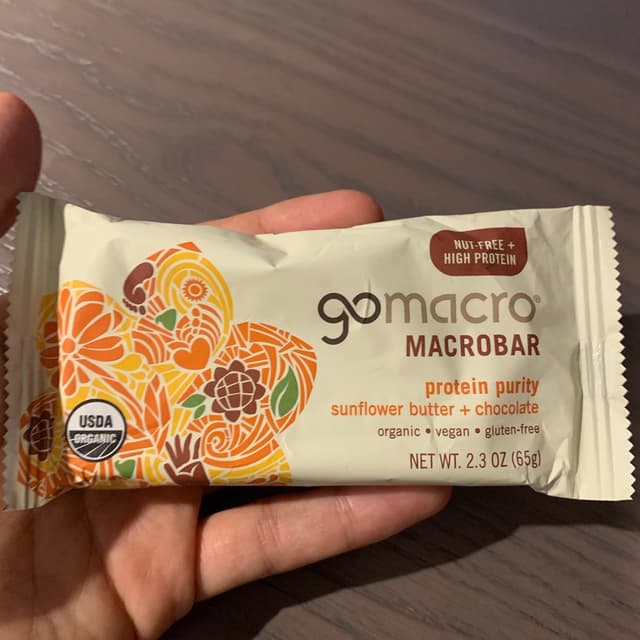 NUT-FREE +
HIGH PROTEIN
gomacro®
MACROBAR
protein purity
sunflower butter + chocolate
organic • vegan • gluten-free
NET WT. 2.3 OZ (65g)
USDA
ORGANIC